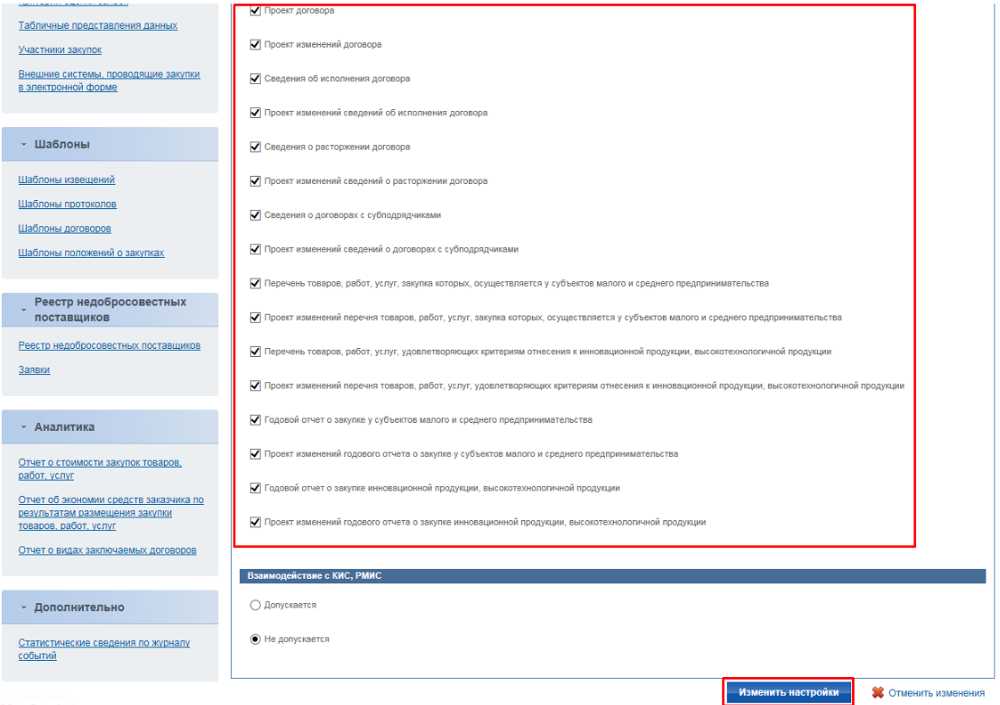 Критерии оценки заявок
Табличные представления данных
Участники закупок
Внешние системы, проводящие закупки
в электронной форме
Шаблоны
Шаблоны извещений
Шаблоны протоколов
Шаблоны договоров
Шаблоны положений о закупках
Реестр недобросовестных
поставщиков
Реестр недобросовестных поставщиков
Заявки
Аналитика
Отчет о стоимости закупок товаров,
работ, услуг
Отчет об экономии средств заказчика по
результатам размещения закупки
товаров, работ, услуг
Отчет о видах заключаемых договоров
Дополнительно
Статистические сведения по журналу
событий
Проект договора
Проект изменений договора
Сведения об исполнения договора
Проект изменений сведений об исполнения договора
Сведения о расторжении договора
Проект изменений сведений о расторжении договора
Сведения о договорах с субподрядчиками
Проект изменений сведений о договорах с субподрядчиками
Перечень товаров, работ, услуг, закупка которых, осуществляется у субъектов малого и среднего предпринимательства
Проект изменений перечня товаров, работ, услуг, закупка которых, осуществляется у субъектов малого и среднего предпринимательства
Перечень товаров, работ, услуг, удовлетворяющих критериям отнесения к инновационной продукции, высокотехнологичной продукции
Проект изменений перечня товаров, работ, услуг, удовлетворяющих критериям отнесения к инновационной продукции, высокотехнологичной продукции
Годовой отчет о закупке у субъектов малого и среднего предпринимательства
Проект изменений годового отчета о закупке у субъектов малого и среднего предпринимательства
Годовой отчет о закупке инновационной продукции, высокотехнологичной продукции
Проект изменений годового отчета о закупке инновационной продукции, высокотехнологичной продукции
Взаимодействие с КИС, РМИС
Допускается
Не допускается
Изменить настройки
Отменить изменения